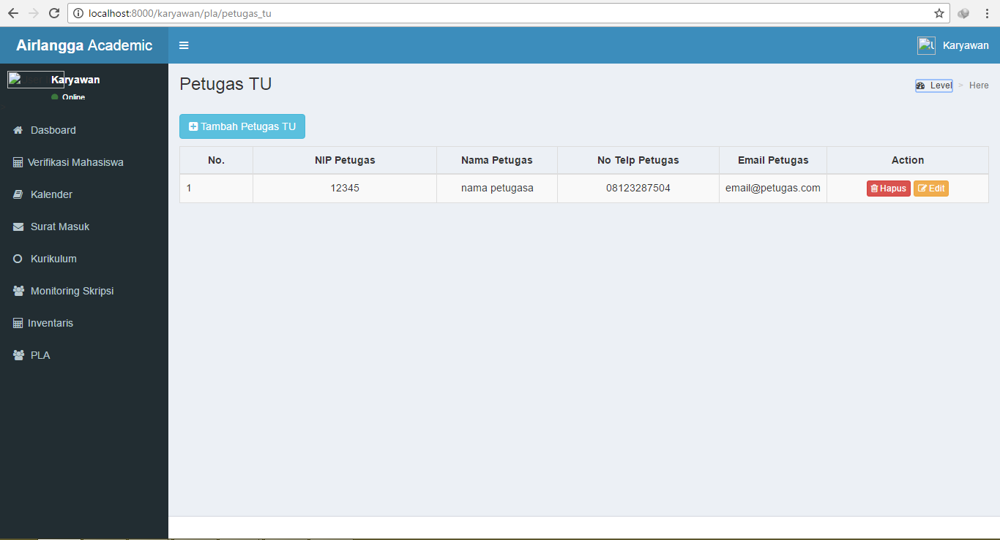 localhost:8000/karyawan/pla/petugas_tu
Airlangga Academic
Karyawan
Karyawan
Online
Petugas TU
Level > Here
Dasboard
Verifikasi Mahasiswa
Kalender
Surat Masuk
Kurikulum
Monitoring Skripsi
Inventaris
PLA
Tambah Petugas TU
No. NIP Petugas Nama Petugas No Telp Petugas Email Petugas Action
1 12345 nama petugasa 08123287504 email@petugas.com Hapus Edit